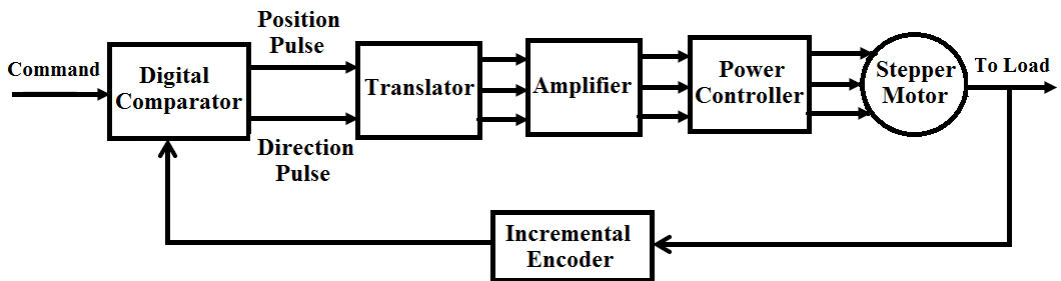 Command
Digital
Comparator
Position
Pulse
Direction
Pulse
Translator
Amplifier
Power
Controller
Stepper
Motor
To Load
Incremental
Encoder